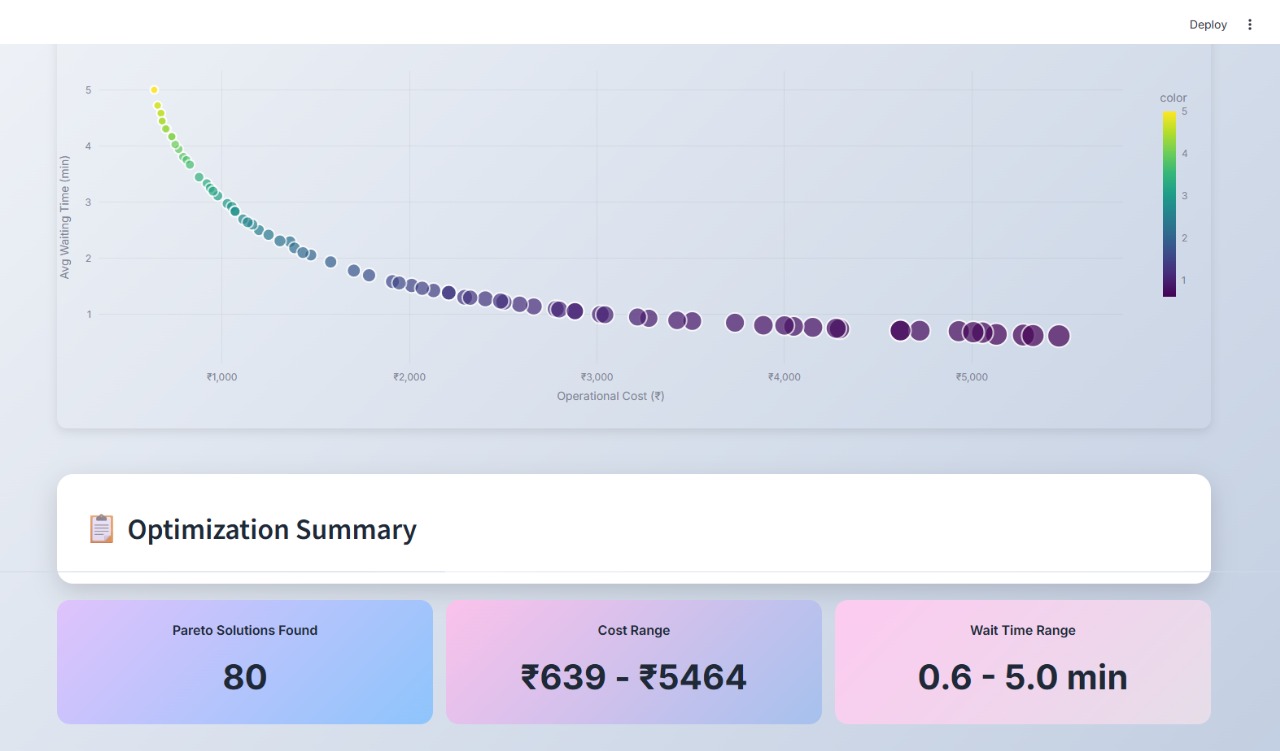 Deploy
color
5
4
3
2
1
Avg Waiting Time (min)
5
4
3
2
1
₹1,000
₹2,000
₹3,000
₹4,000
₹5,000
Operational Cost (₹)
Optimization Summary
Pareto Solutions Found
80
Cost Range
₹639 - ₹5464
Wait Time Range
0.6 - 5.0 min